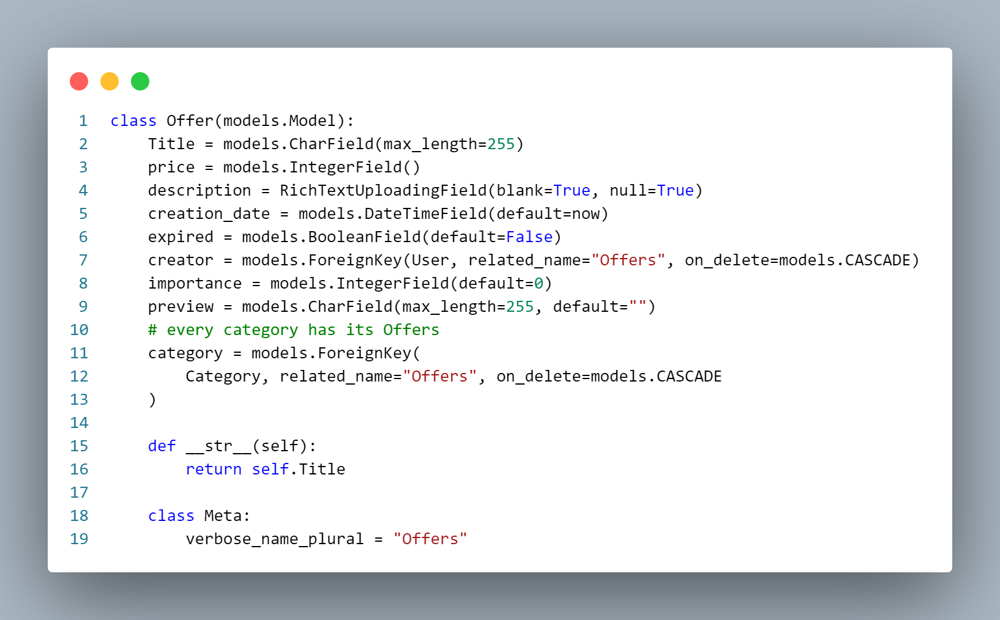 1 class Offer(models.Model):
2     Title = models.CharField(max_length=255)
3     price = models.IntegerField()
4     description = RichTextUploadingField(blank=True, null=True)
5     creation_date = models.DateTimeField(default=now)
6     expired = models.BooleanField(default=False)
7     creator = models.ForeignKey(User, related_name="Offers", on_delete=models.CASCADE)
8     importance = models.IntegerField(default=0)
9     preview = models.CharField(max_length=255, default="")
10     # every category has its Offers
11     category = models.ForeignKey(
12         Category, related_name="Offers", on_delete=models.CASCADE
13     )
14
15     def __str__(self):
16         return self.Title
17
18     class Meta:
19         verbose_name_plural = "Offers"